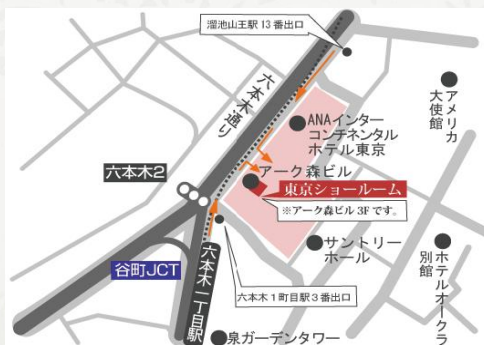 溜池山王駅13番出口
六本木通り
ANAインター
コンチネンタル
ホテル東京
アメリカ
大使館
六本木2
アーク森ビル
東京ショールーム
※アーク森ビル3Fです。
谷町JCT
六本木一丁目駅
六本木1町目駅3番出口
サントリー
ホール
ホテルオークラ
別館
泉ガーデンタワー